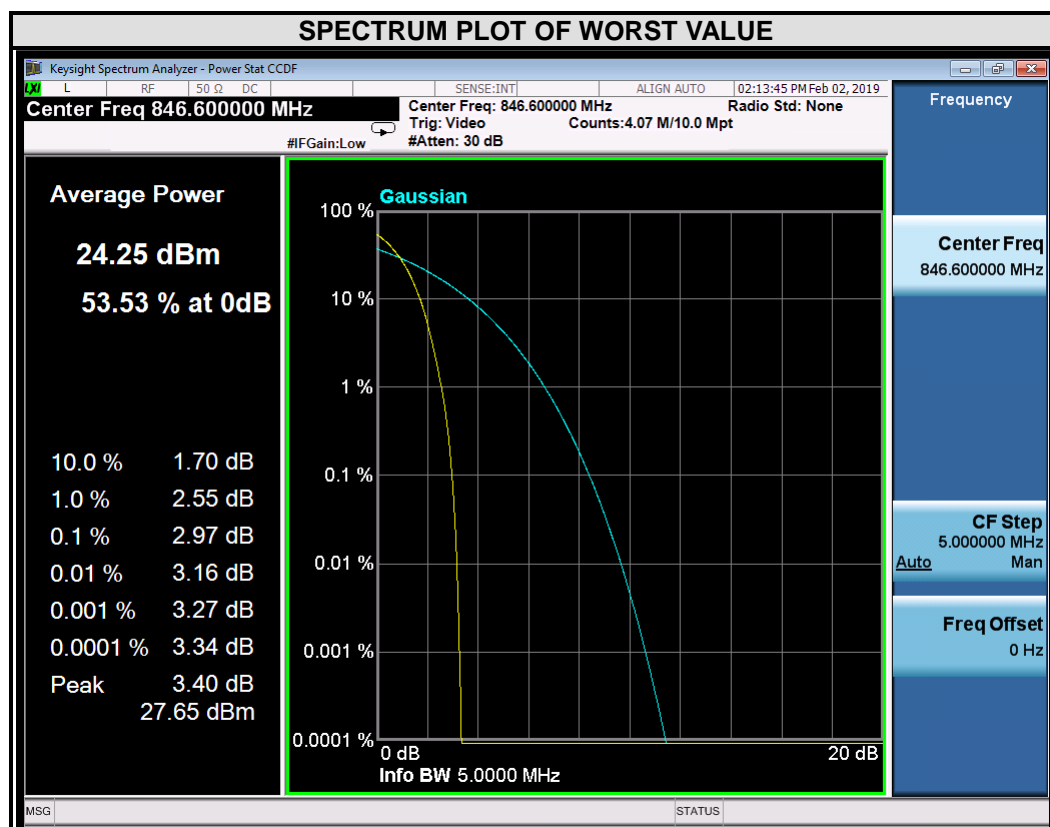 SPECTRUM PLOT OF WORST VALUE
Keysight Spectrum Analyzer - Power Stat CCDF
LXI L RF 50 Ω DC SENSE:INT ALIGN AUTO 02:13:45 PM Feb 02, 2019
Center Freq 846.600000 MHz
Center Freq: 846.600000 MHz Radio Std: None
Trig: Video Counts:4.07 M/10.0 Mpt
#IFGain:Low #Atten: 30 dB
Average Power
24.25 dBm
53.53 % at 0dB
10.0 % 1.70 dB
1.0 % 2.55 dB
0.1 % 2.97 dB
0.01 % 3.16 dB
0.001 % 3.27 dB
0.0001 % 3.34 dB
Peak 3.40 dB
27.65 dBm
Gaussian
100 %
10 %
1 %
0.1 %
0.01 %
0.001 %
0.0001 %
0 dB 20 dB
Info BW 5.0000 MHz
Frequency
Center Freq
846.600000 MHz
CF Step
5.000000 MHz
Auto Man
Freq Offset
0 Hz
MSG STATUS